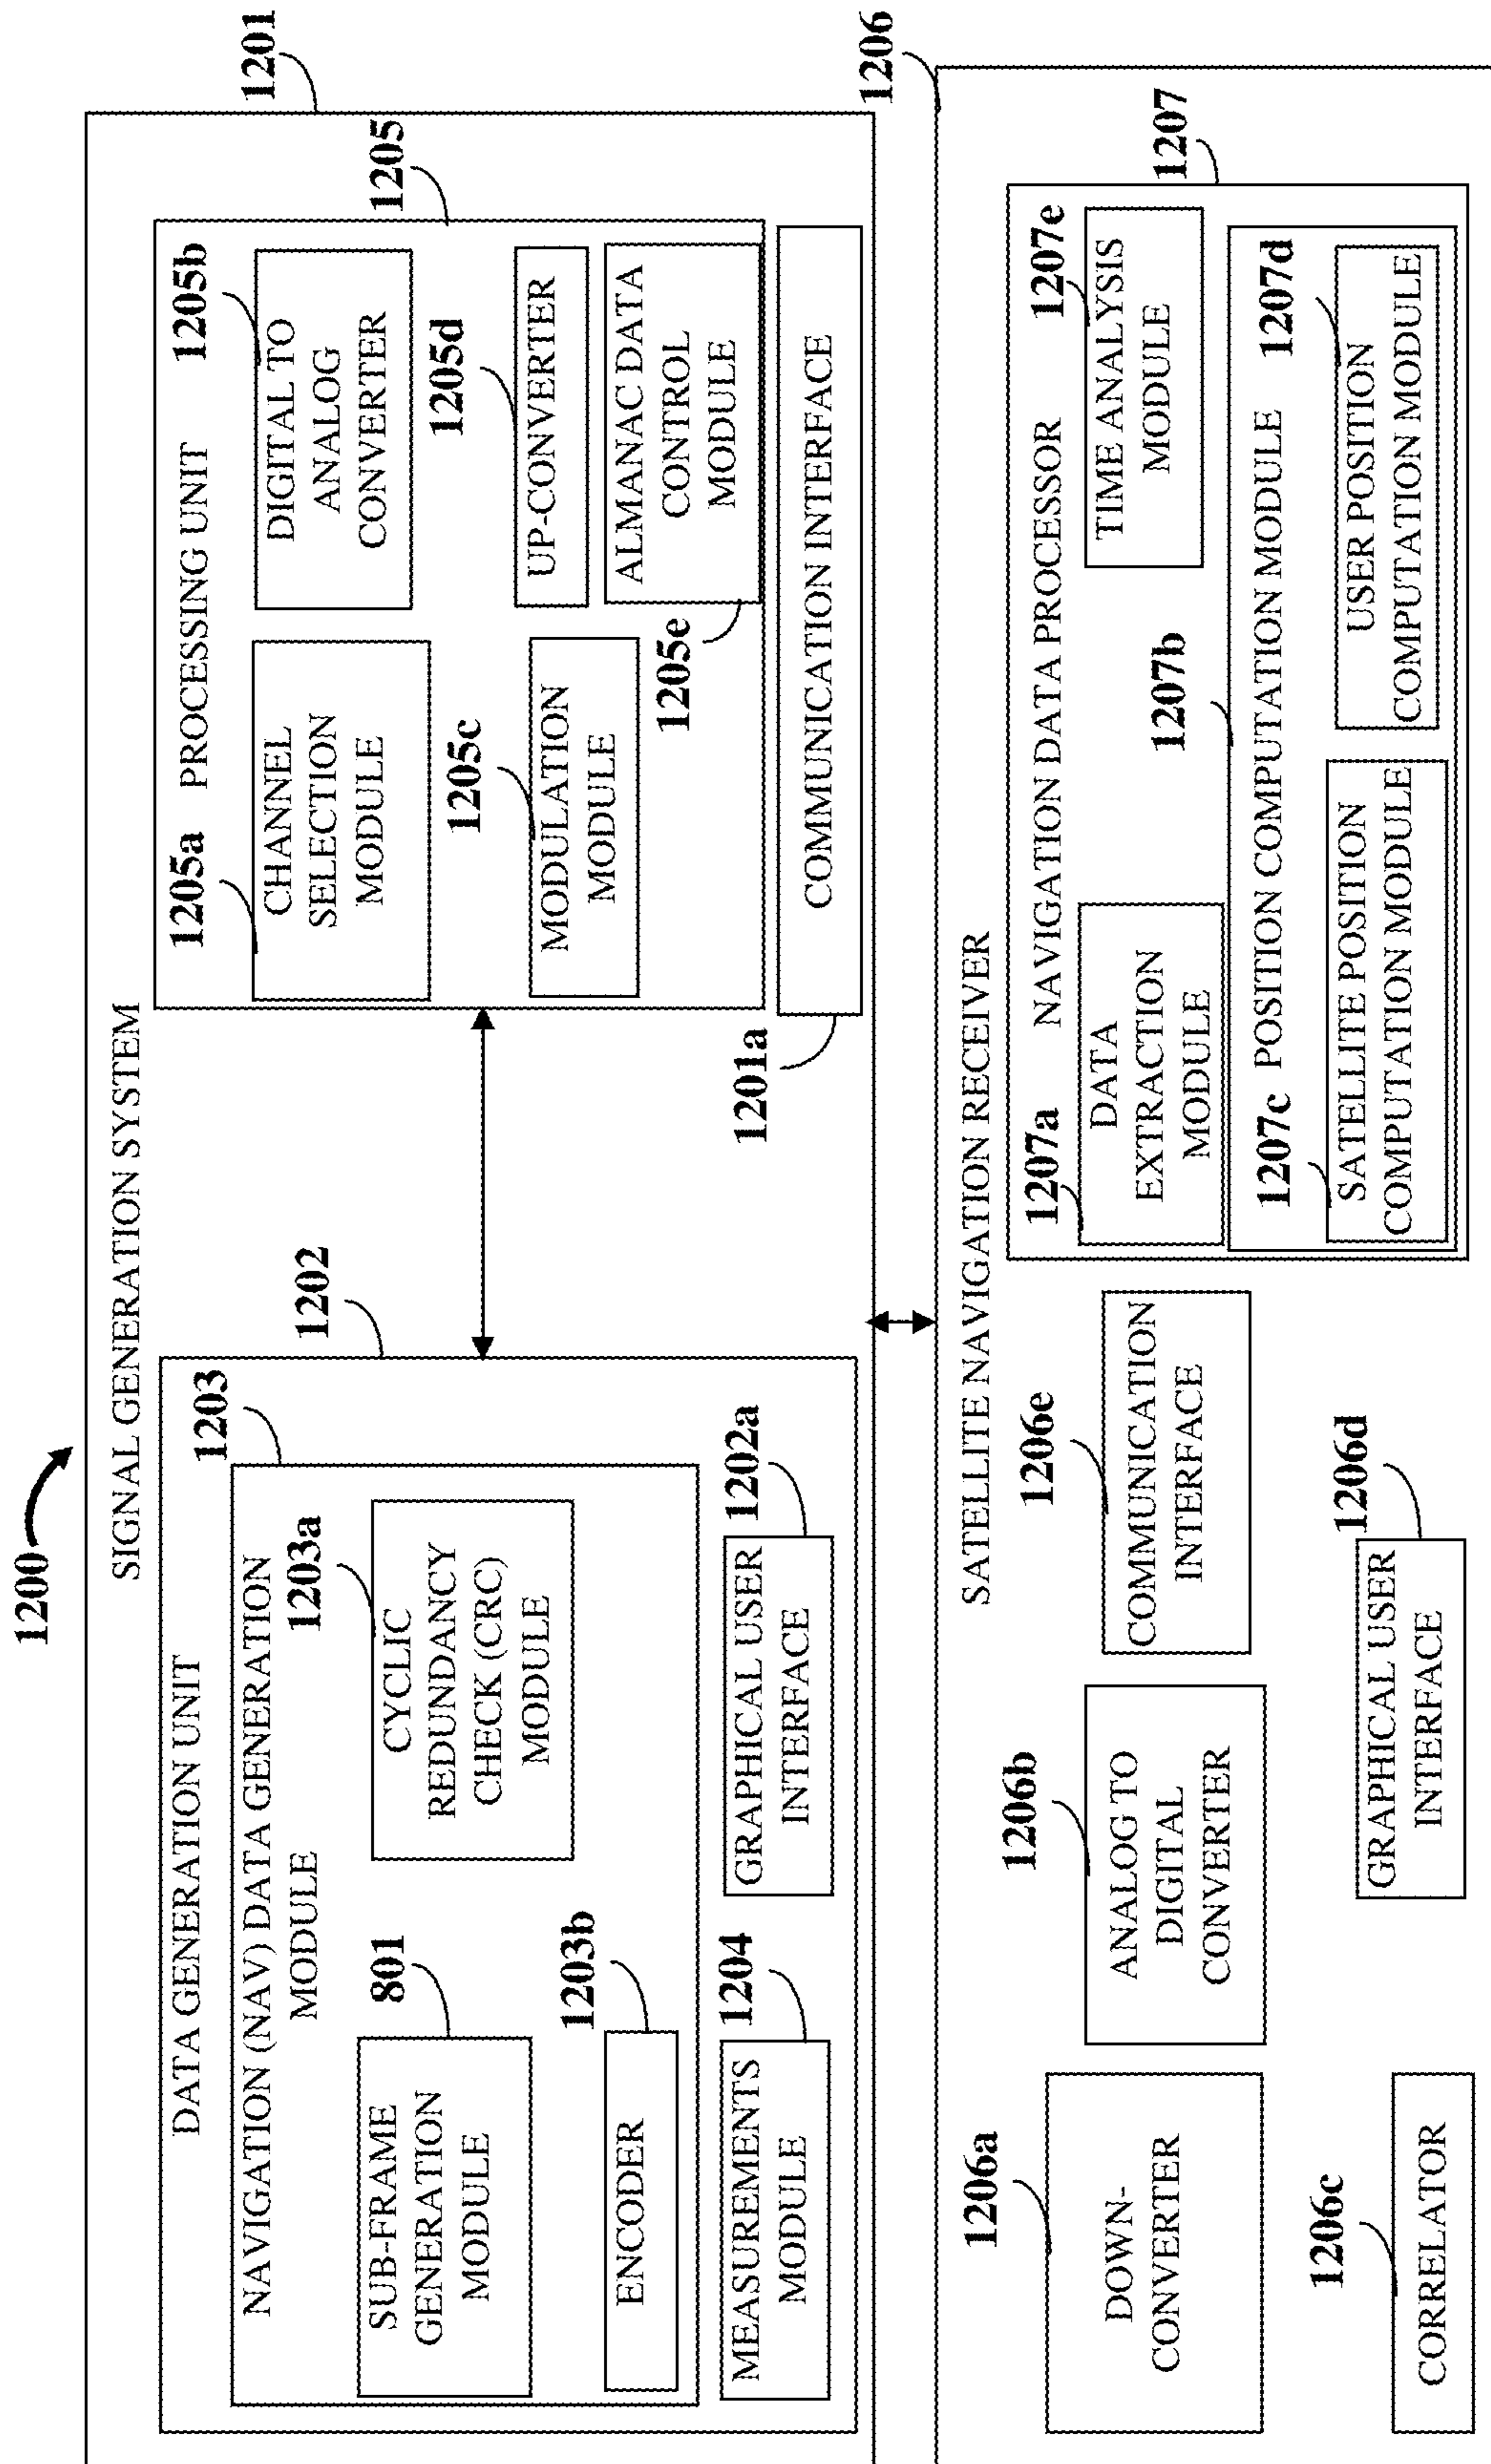 1200
SIGNAL GENERATION SYSTEM
1201
DATA GENERATION UNIT
1202
NAVIGATION (NAV) DATA GENERATION
MODULE
1203
801
SUB-FRAME
GENERATION
MODULE
1203a
CYCLIC
REDUNDANCY
CHECK (CRC)
MODULE
1203b
ENCODER
1204
MEASUREMENTS
MODULE
1202a
GRAPHICAL USER
INTERFACE
1205a
PROCESSING UNIT
1205b
1205
CHANNEL
SELECTION
MODULE
DIGITAL TO
ANALOG
CONVERTER
1205c
MODULATION
MODULE
1205d
UP-CONVERTER
1205e
ALMANAC DATA
CONTROL
MODULE
1201a
COMMUNICATION INTERFACE
1206
SATELLITE NAVIGATION RECEIVER
1206a
DOWN-
CONVERTER
1206b
ANALOG TO
DIGITAL
CONVERTER
1206e
COMMUNICATION
INTERFACE
1206c
CORRELATOR
1206d
GRAPHICAL USER
INTERFACE
1207a
NAVIGATION DATA PROCESSOR
1207e
1207
DATA
EXTRACTION
MODULE
TIME ANALYSIS
MODULE
1207b
1207c
POSITION COMPUTATION MODULE
1207d
SATELLITE POSITION
COMPUTATION MODULE
USER POSITION
COMPUTATION MODULE